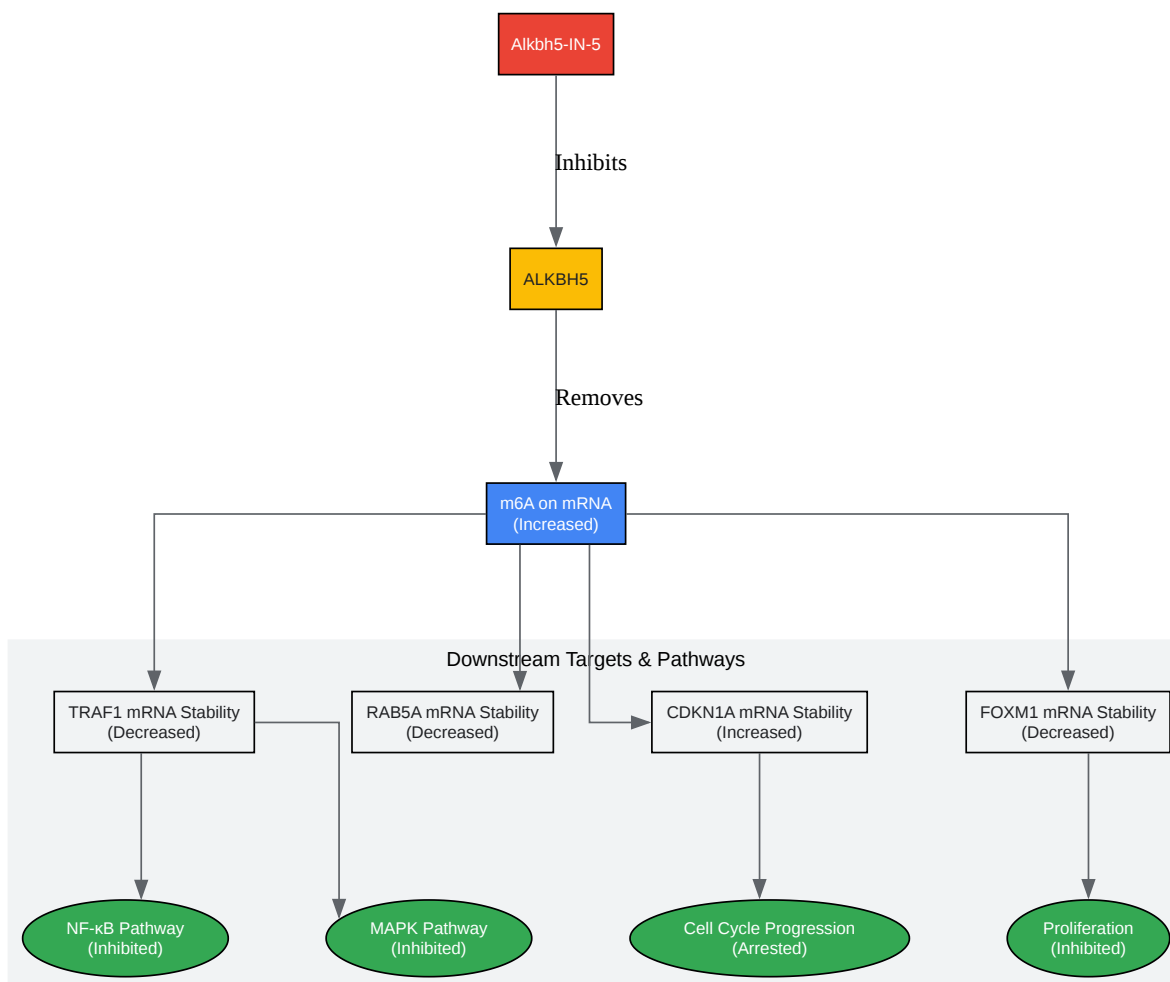 Alkbh5-IN-5
Inhibits
ALKBH5
Removes
m6A on mRNA
(Increased)
Downstream Targets & Pathways
TRAF1 mRNA Stability
(Decreased)
RAB5A mRNA Stability
(Decreased)
CDKN1A mRNA Stability
(Increased)
FOXM1 mRNA Stability
(Decreased)
NF-κB Pathway
(Inhibited)
MAPK Pathway
(Inhibited)
Cell Cycle Progression
(Arrested)
Proliferation
(Inhibited)